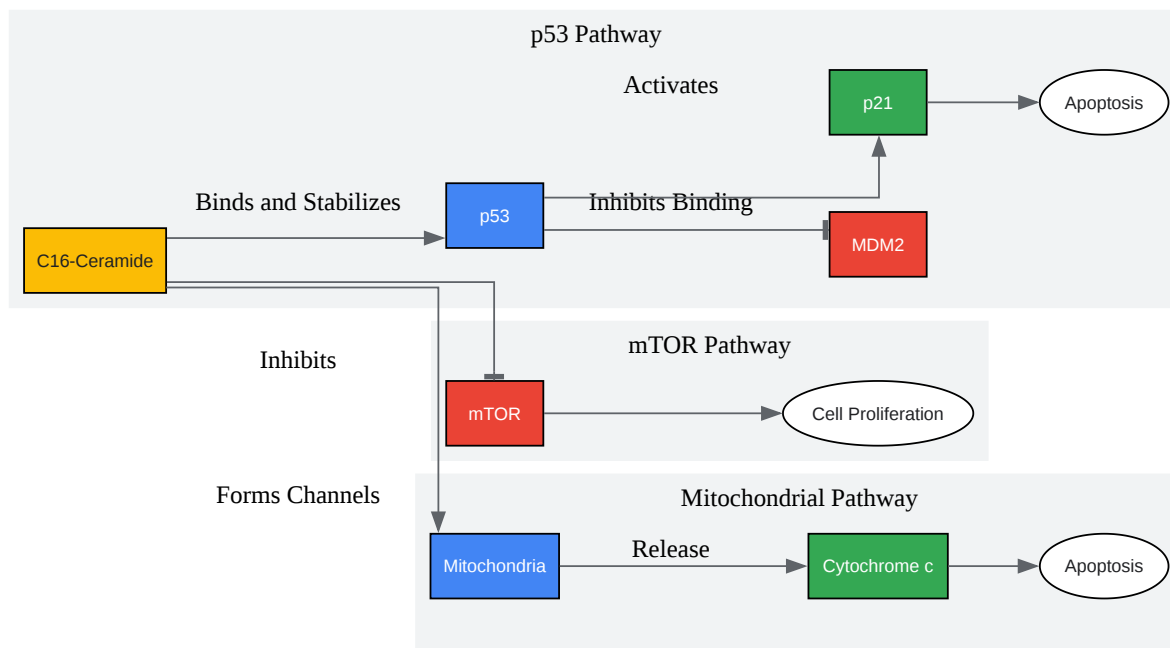 p53 Pathway
Activates
p21
Apoptosis
Binds and Stabilizes
p53
Inhibits Binding
MDM2
C16-Ceramide
mTOR Pathway
Inhibits
mTOR
Cell Proliferation
Forms Channels
Mitochondrial Pathway
Mitochondria
Release
Cytochrome c
Apoptosis